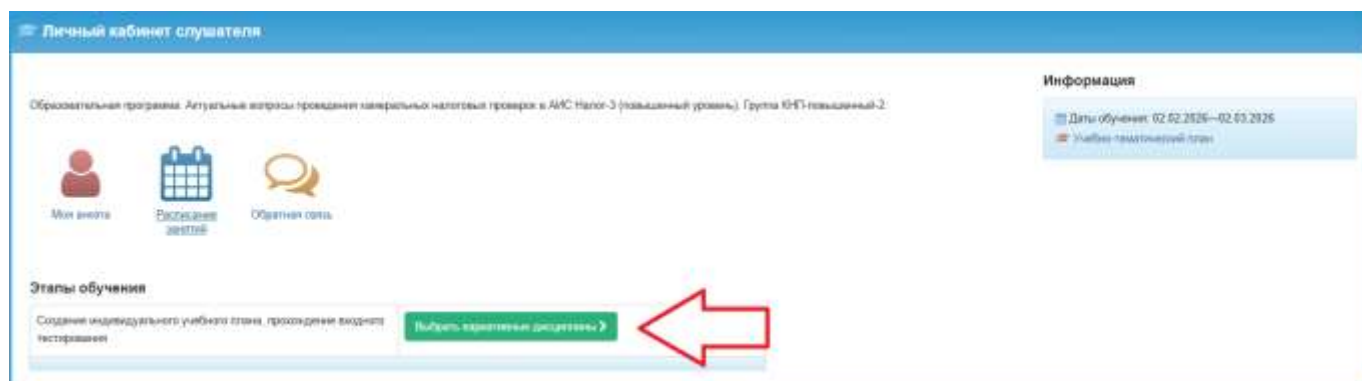 Личный кабинет слушателя
Образовательная программа: Актуальные вопросы проведения камеральных налоговых проверок в АИС Налог-3 (повышенный уровень). Группа КНП-повышенный-2
Информация
Даты обучения: 02.02.2026—02.03.2026
Учебно-тематический план
Моя анкета
Расписание
занятий
Обратная связь
Этапы обучения
Создание индивидуального учебного плана, прохождение входного
тестирования
Выбрать вариативные дисциплины